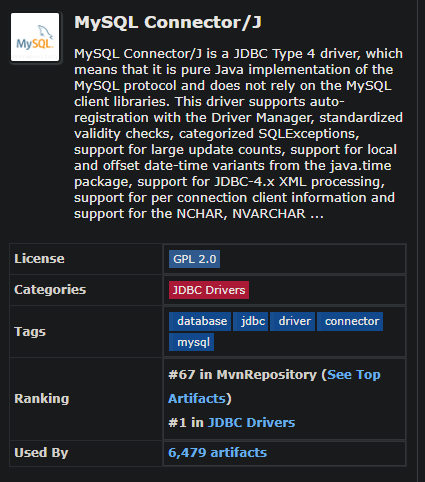 MySQL Connector/J
MySQL
MySQL Connector/J is a JDBC Type 4 driver, which
means that it is pure Java implementation of the
MySQL protocol and does not rely on the MySQL
client libraries. This driver supports auto-
registration with the Driver Manager, standardized
validity checks, categorized SQLExceptions,
support for large update counts, support for local
and offset date-time variants from the java.time
package, support for JDBC-4.x XML processing,
support for per connection client information and
support for the NCHAR, NVARCHAR ...
License GPL 2.0
Categories JDBC Drivers
Tags database jdbc driver connector
mysql
Ranking #67 in MvnRepository (See Top
Artifacts)
#1 in JDBC Drivers
Used By 6,479 artifacts